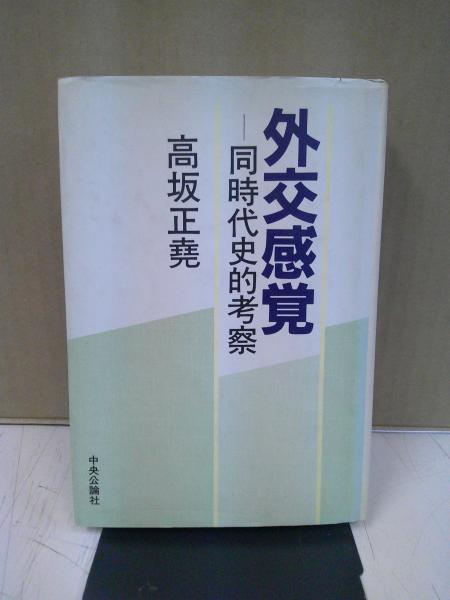 外交感覚
―同時代史的考察
高坂正堯
中央公論社